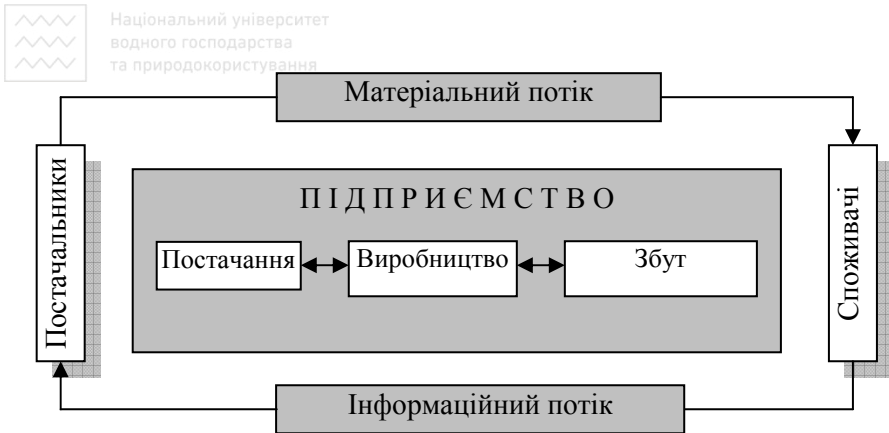 Національний університет
водного господарства
та природокористування
Матеріальний потік
Постачальники
П І Д П Р И Є М С Т В О
Постачання
Виробництво
Збут
Споживачі
Інформаційний потік